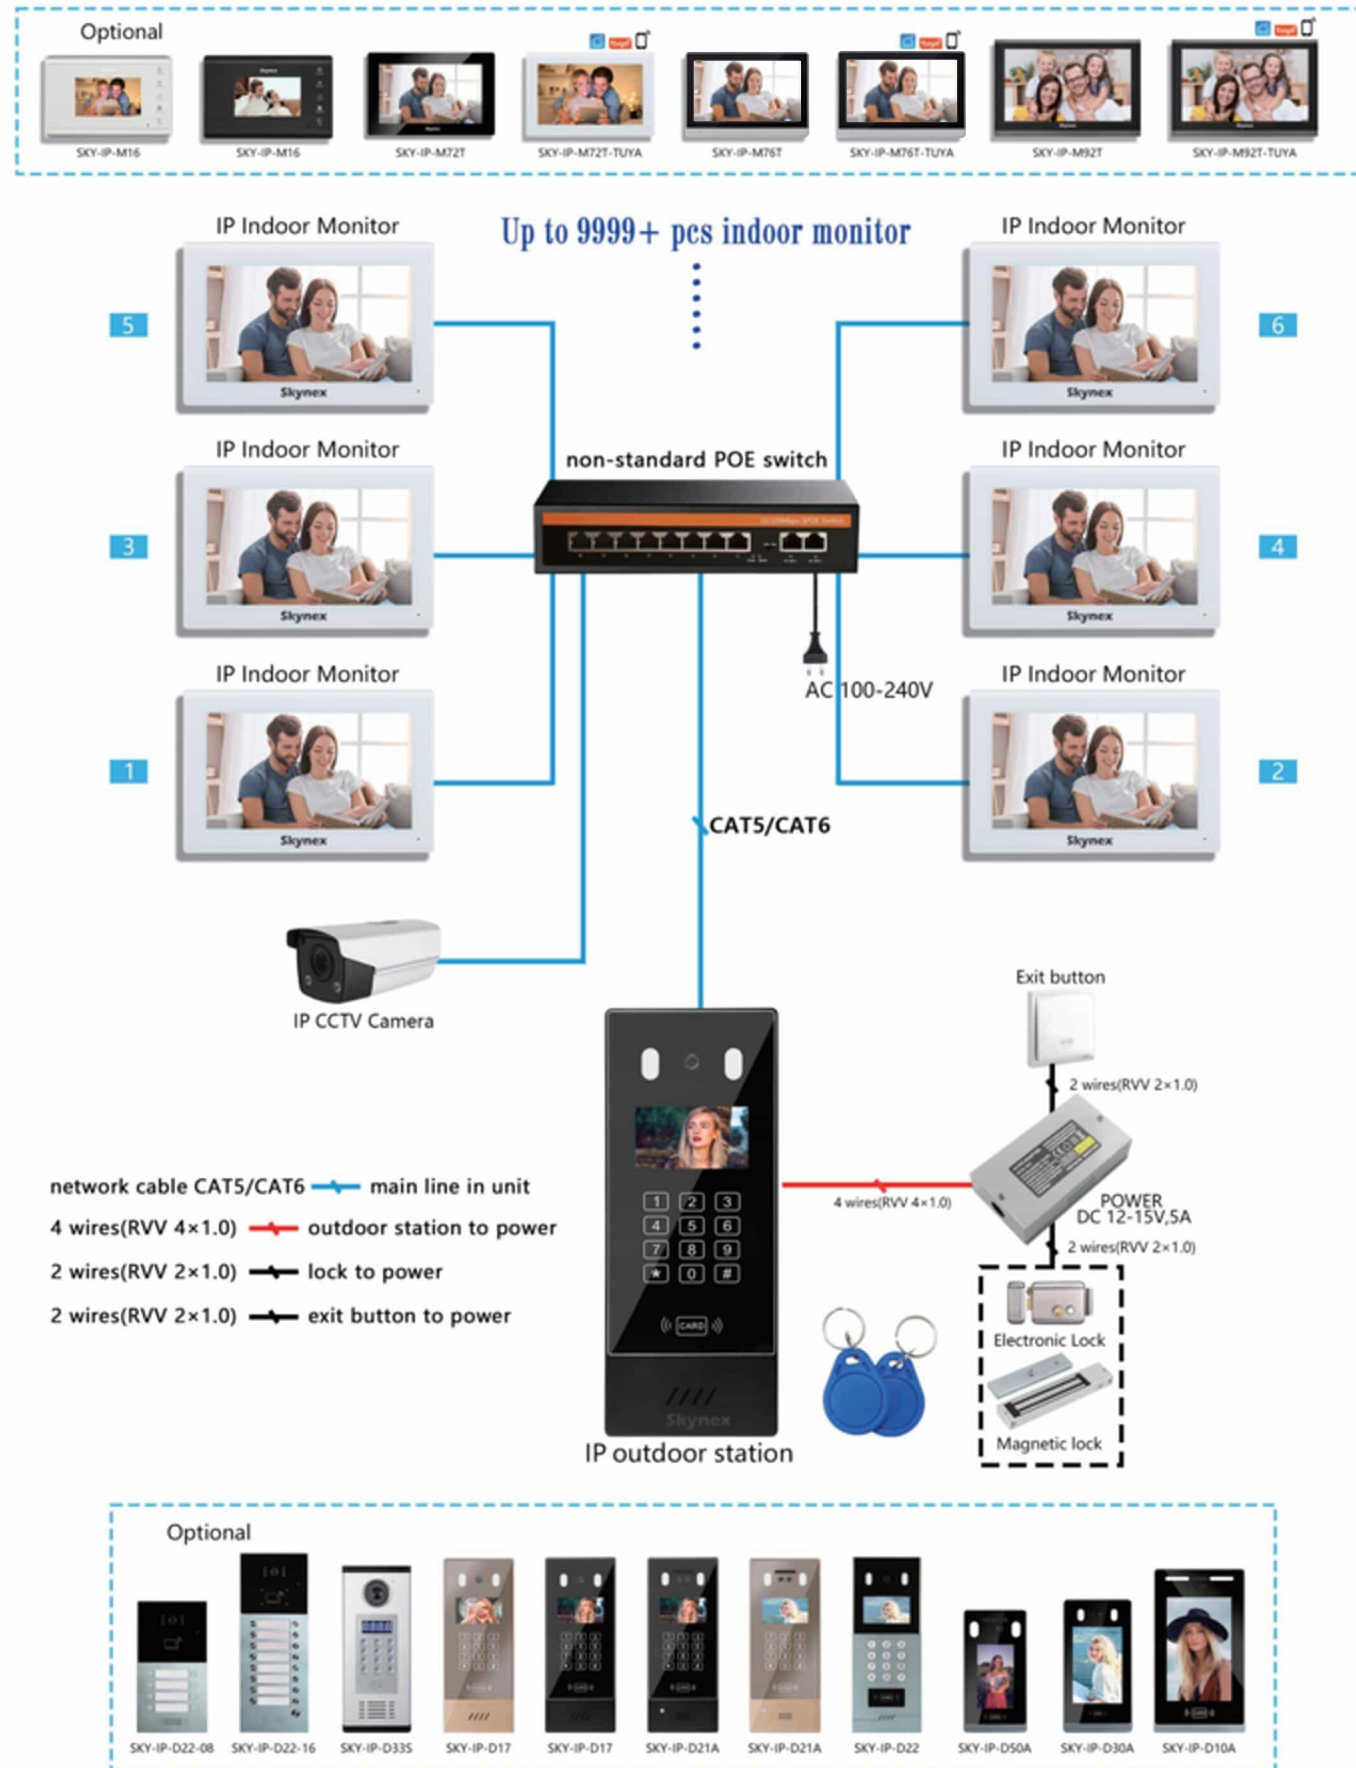 Optional
SKY-IP-M16
SKY-IP-M16
SKY-IP-M72T
SKY-IP-M72T-TUYA
SKY-IP-M76T
SKY-IP-M76T-TUYA
SKY-IP-M92T
SKY-IP-M92T-TUYA
Up to 9999+ pcs indoor monitor
IP Indoor Monitor
Skynex
5
IP Indoor Monitor
Skynex
6
non-standard POE switch
IP Indoor Monitor
Skynex
3
IP Indoor Monitor
Skynex
4
AC 100-240V
IP Indoor Monitor
Skynex
1
IP Indoor Monitor
Skynex
2
CAT5/CAT6
IP CCTV Camera
Exit button
2 wires(RVV 2×1.0)
4 wires(RVV 4×1.0)
POWER
DC 12-15V,5A
2 wires(RVV 2×1.0)
Electronic Lock
Magnetic lock
network cable CAT5/CAT6 main line in unit
4 wires(RVV 4×1.0) outdoor station to power
2 wires(RVV 2×1.0) lock to power
2 wires(RVV 2×1.0) exit button to power
1 2 3
4 5 6
7 8 9
* 0 #
CARD
Skynex
IP outdoor station
Optional
SKY-IP-D22-08
SKY-IP-D22-16
SKY-IP-D33S
SKY-IP-D17
SKY-IP-D17
SKY-IP-D21A
SKY-IP-D21A
SKY-IP-D22
SKY-IP-D50A
SKY-IP-D30A
SKY-IP-D10A